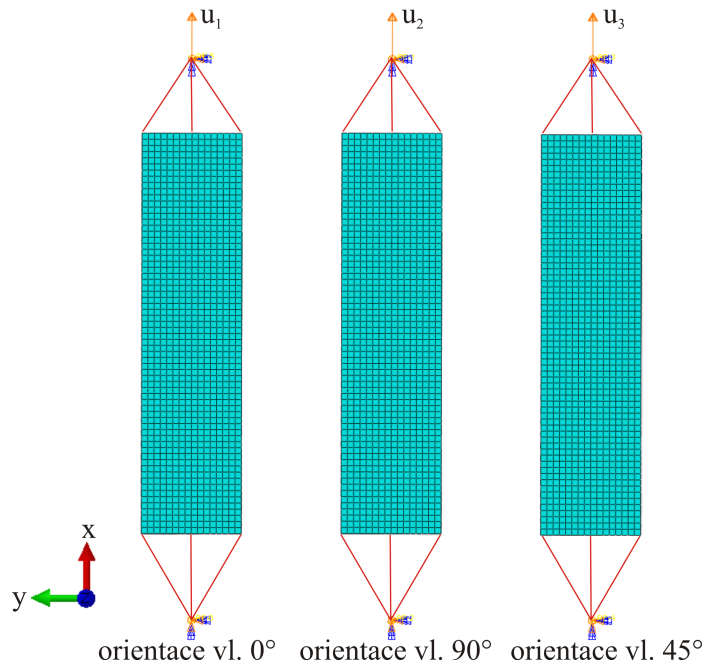 u₁ u₂ u₃
x
y
orientace vl. 0° orientace vl. 90° orientace vl. 45°